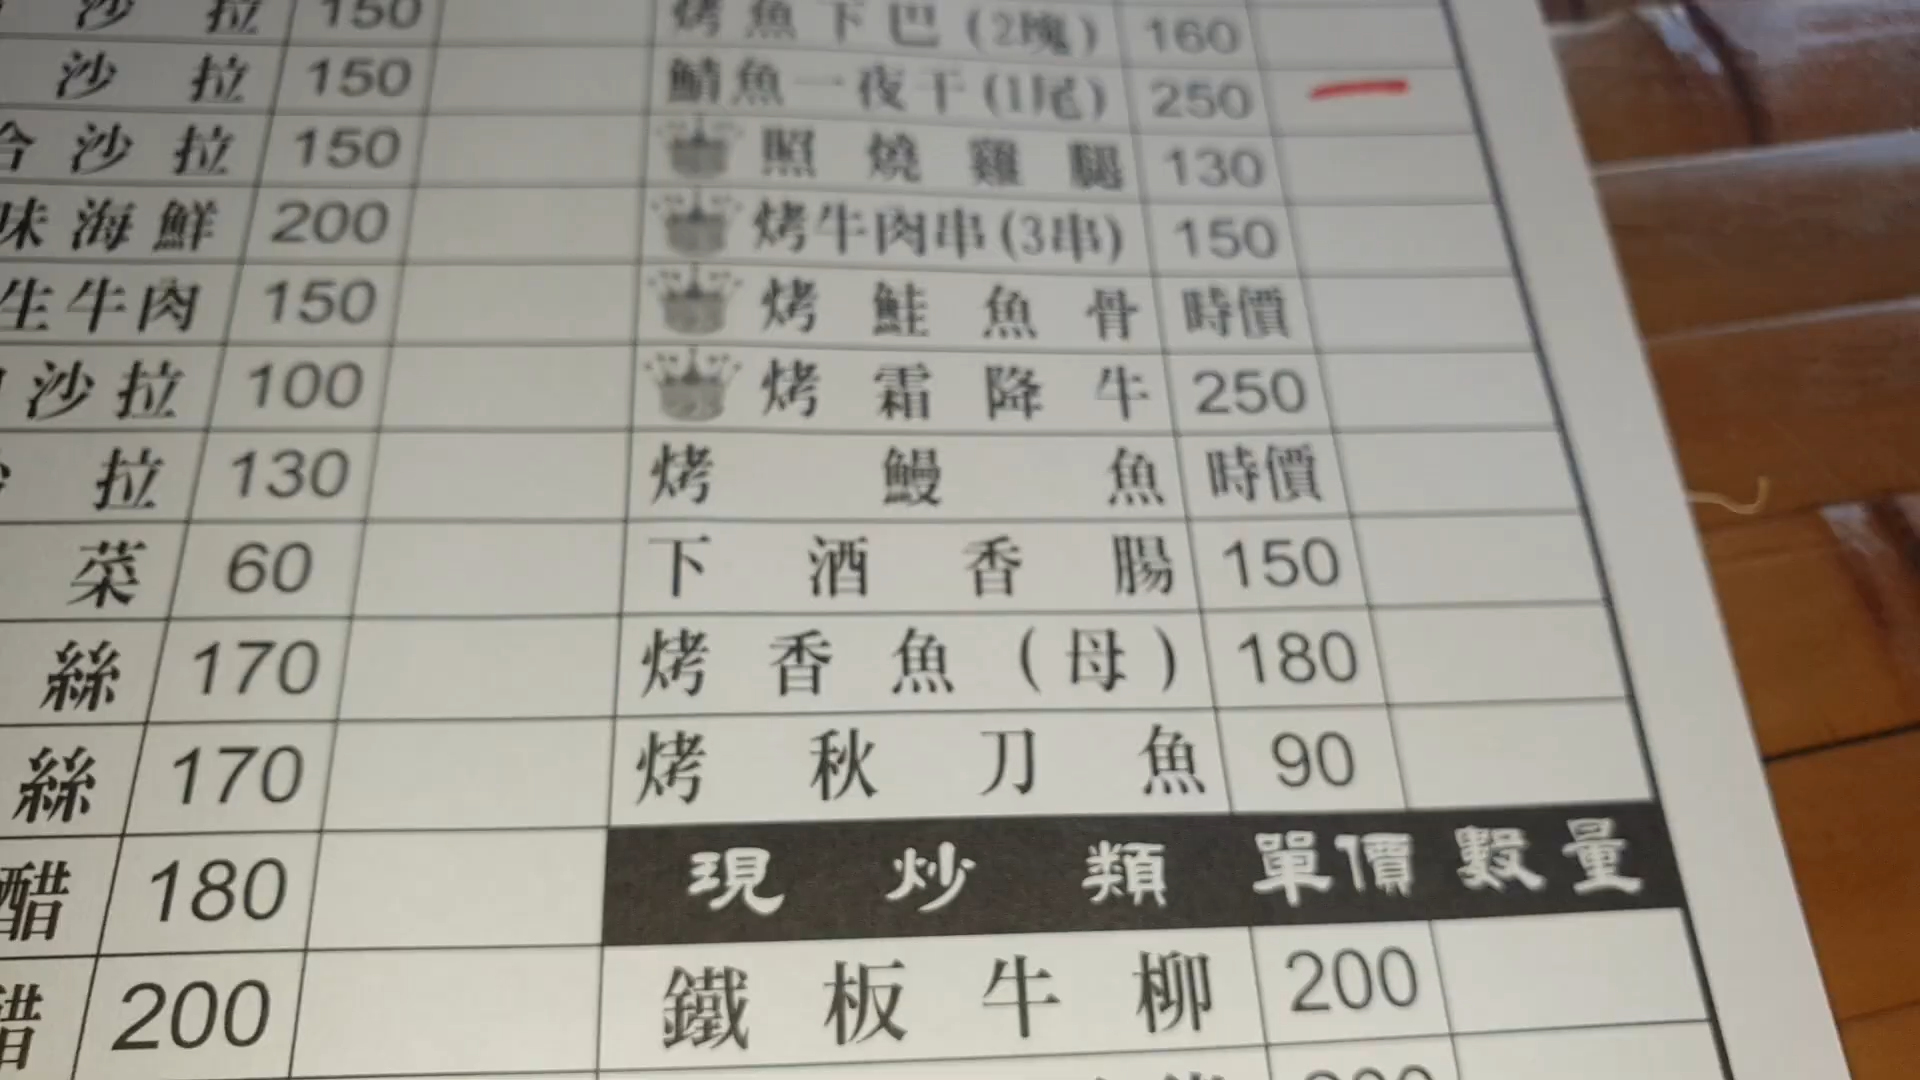 沙拉 150 烤魚下巴(2塊) 160
沙拉 150 鯖魚一夜干(1尾) 250 一
合沙拉 150 照燒雞腿 130
味海鮮 200 烤牛肉串(3串) 150
生牛肉 150 烤鮭魚骨 時價
沙拉 100 烤霜降牛 250
拉 130 烤鰻魚 時價
菜 60 下酒香腸 150
絲 170 烤香魚(母) 180
絲 170 烤秋刀魚 90
醋 180 現炒類 單價 數量
醋 200 鐵板牛柳 200